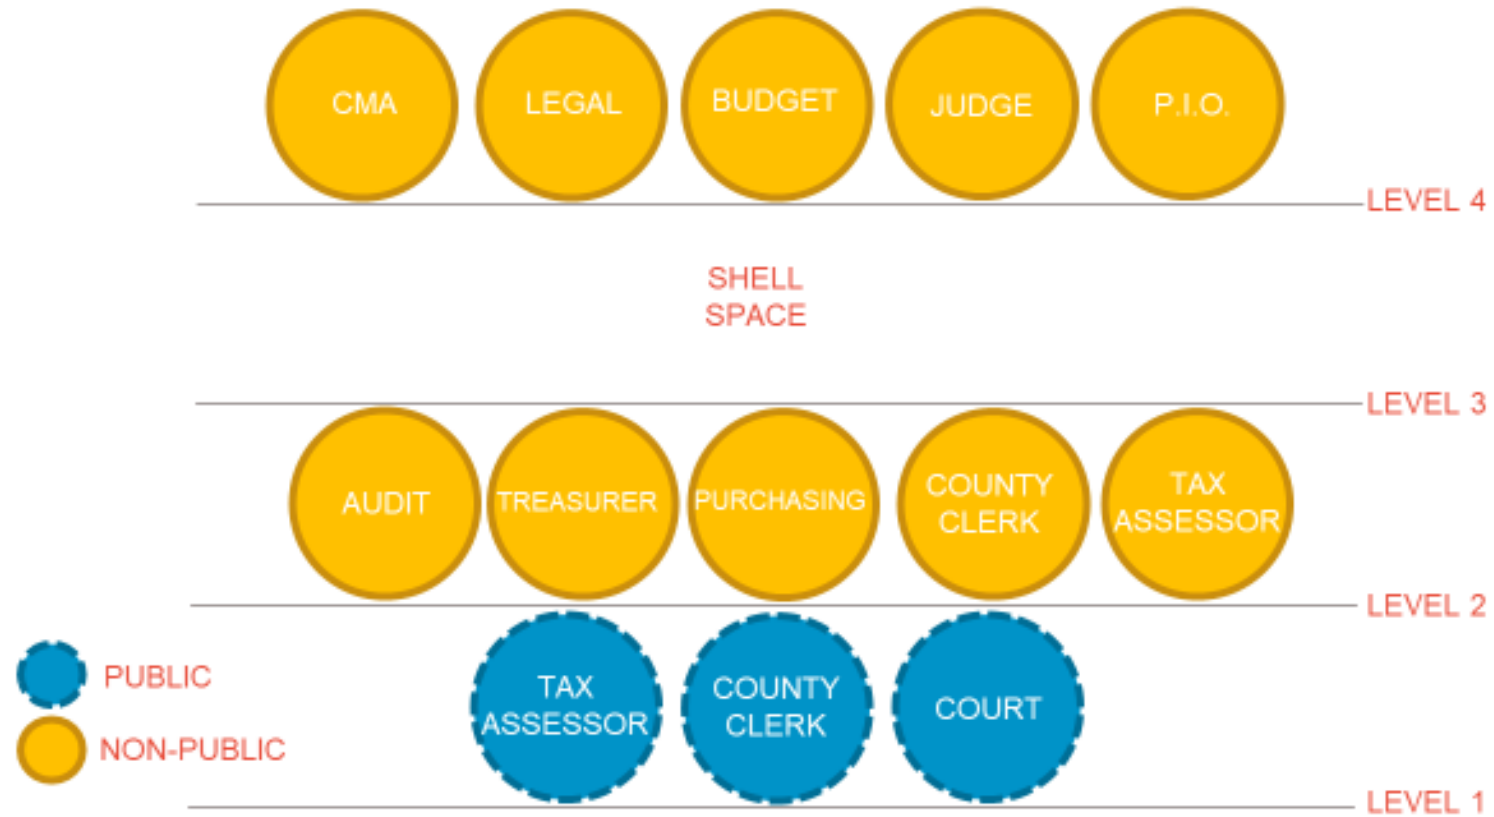 CMA
LEGAL
BUDGET
JUDGE
P.I.O.
LEVEL 4
SHELL
SPACE
LEVEL 3
AUDIT
TREASURER
PURCHASING
COUNTY
CLERK
TAX
ASSESSOR
LEVEL 2
TAX
ASSESSOR
COUNTY
CLERK
COURT
PUBLIC
NON-PUBLIC
LEVEL 1